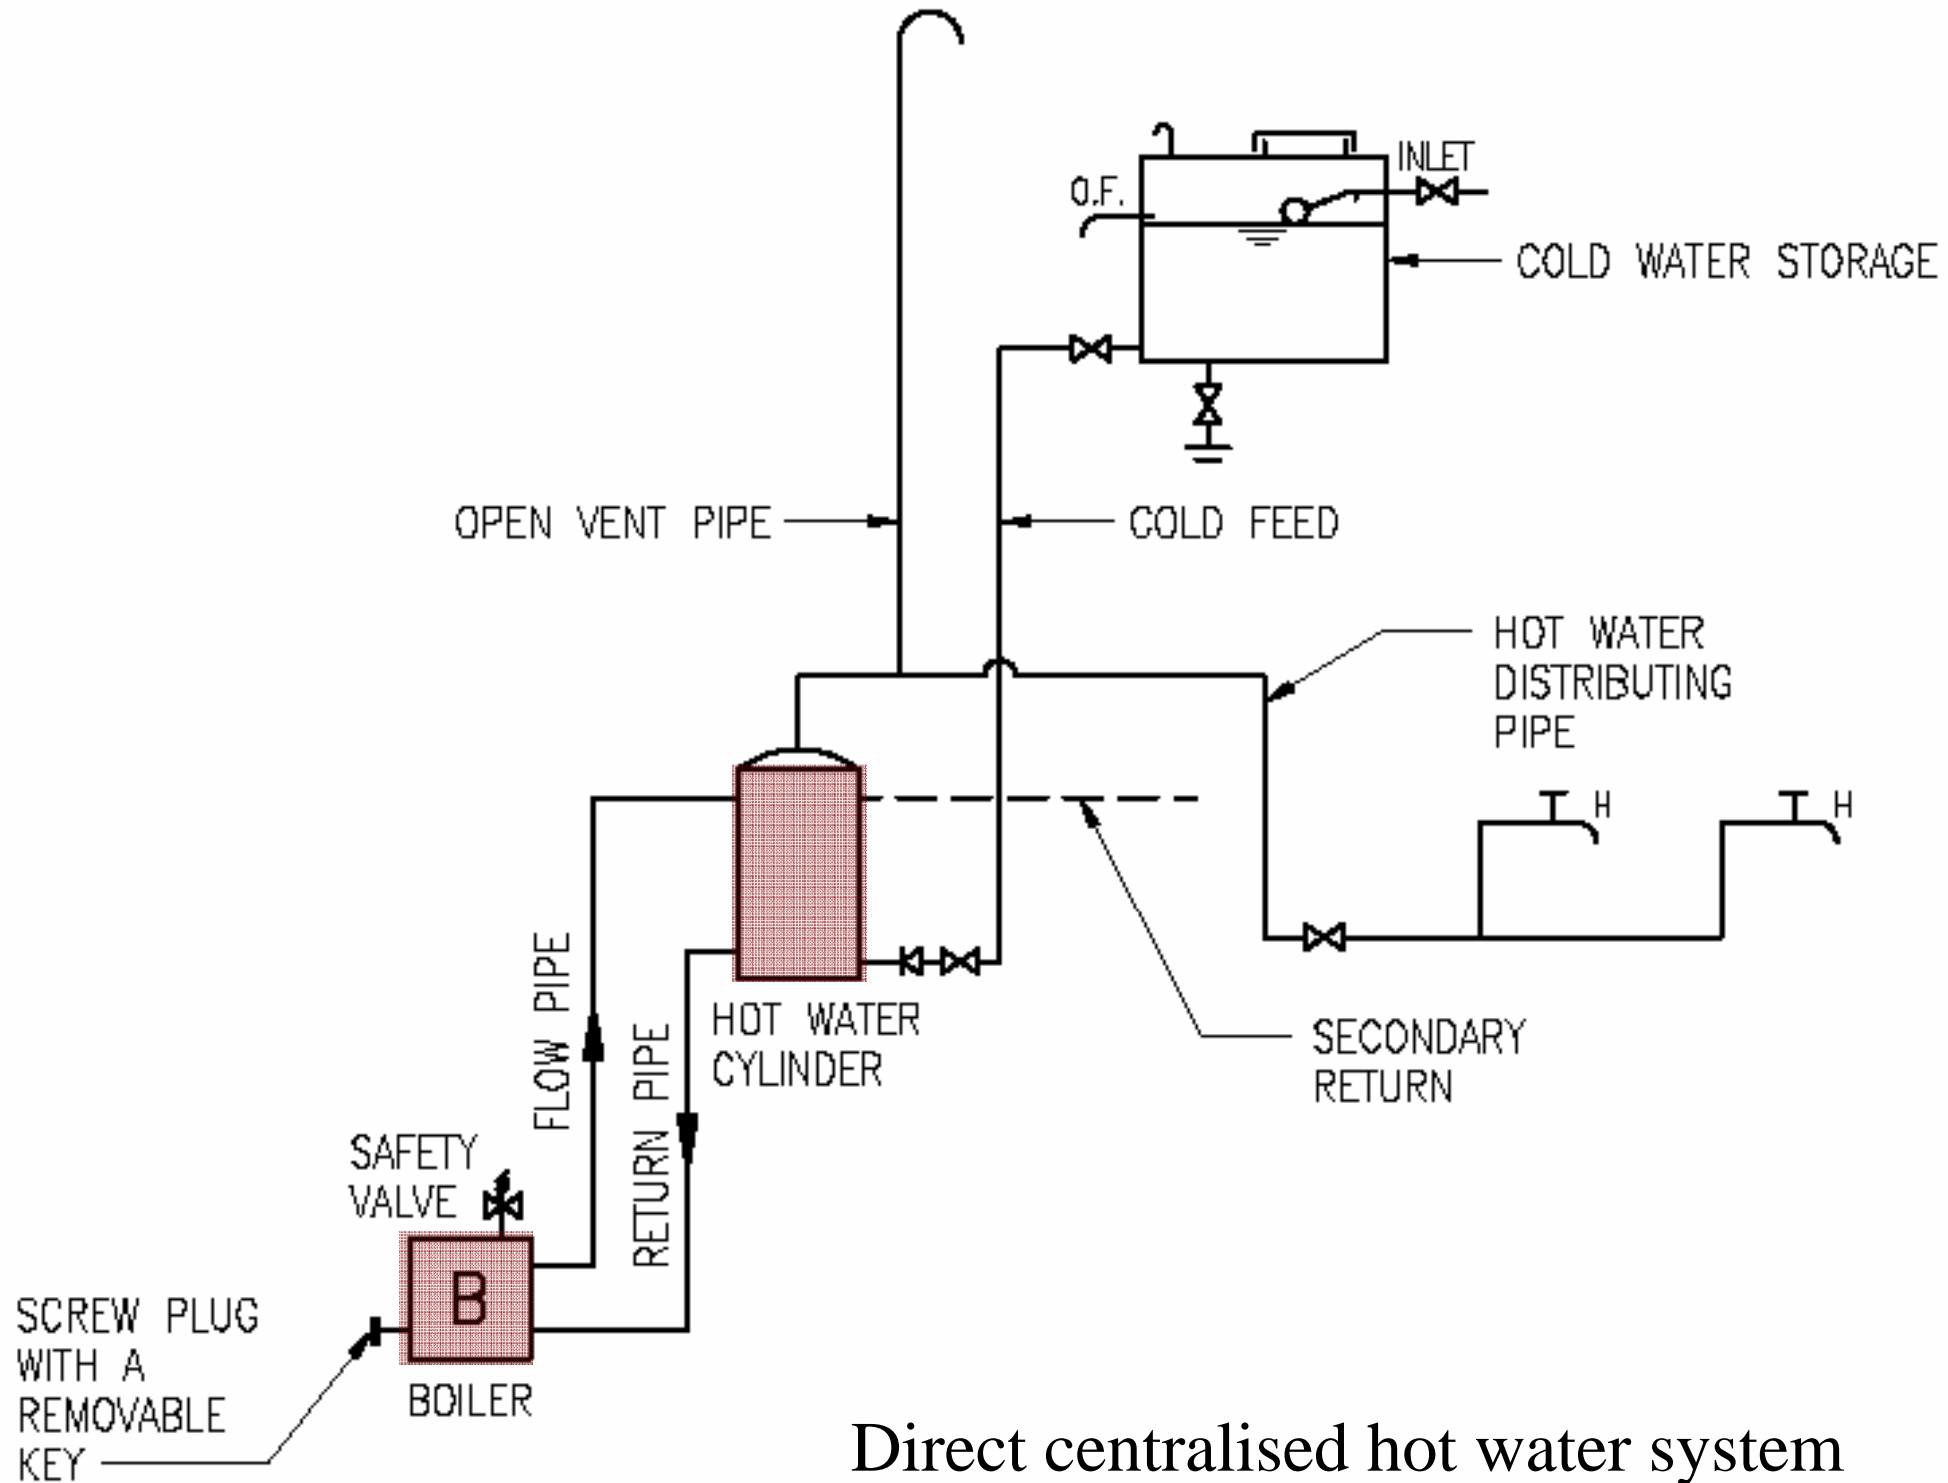 INLET
O.F.
COLD WATER STORAGE
OPEN VENT PIPE
COLD FEED
HOT WATER
DISTRIBUTING
PIPE
H
H
FLOW PIPE
RETURN PIPE
HOT WATER
CYLINDER
SECONDARY
RETURN
SAFETY
VALVE
B
SCREW PLUG
WITH A
REMOVABLE
KEY
BOILER
Direct centralised hot water system